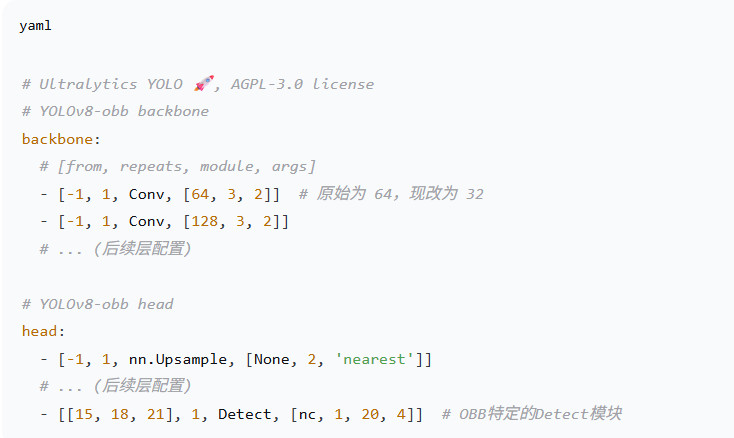 yaml
# Ultralytics YOLO 🚀, AGPL-3.0 license
# YOLOv8-obb backbone
backbone:
  # [from, repeats, module, args]
  - [-1, 1, Conv, [64, 3, 2]]  # 原始为 64，现改为 32
  - [-1, 1, Conv, [128, 3, 2]]
  # ... (后续层配置)
# YOLOv8-obb head
head:
  - [-1, 1, nn.Upsample, [None, 2, 'nearest']]
  # ... (后续层配置)
  - [[15, 18, 21], 1, Detect, [nc, 1, 20, 4]]  # OBB特定的Detect模块